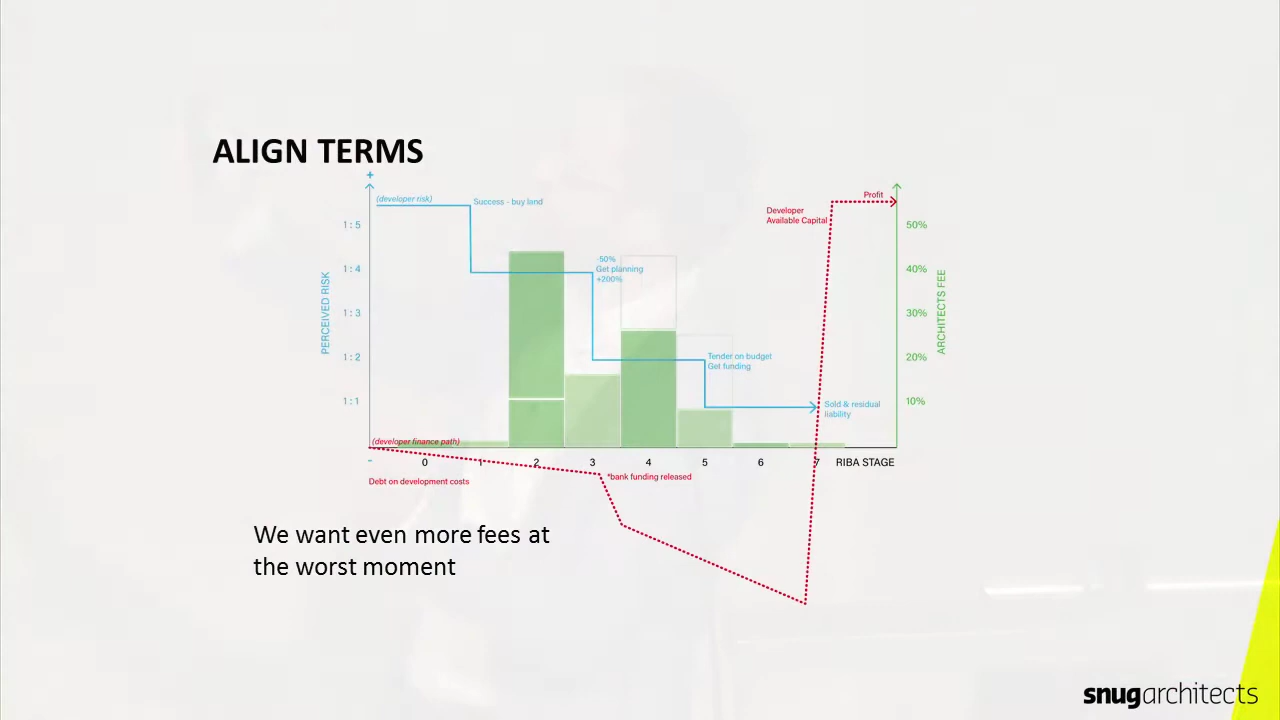 ALIGN TERMS
+
(developer risk)
Success - buy land
Profit
Developer
Available Capital
1 : 5
50%
-50%
Get planning
+200%
1 : 4
40%
PERCEIVED RISK
ARCHITECTS FEE
1 : 3
30%
1 : 2
20%
Tender on budget
Get funding
1 : 1
10%
Sold & residual
liability
(developer finance path)
-
0 1 2 3 4 5 6 7 RIBA STAGE
Debt on development costs
*bank funding released
We want even more fees at
the worst moment
snugarchitects